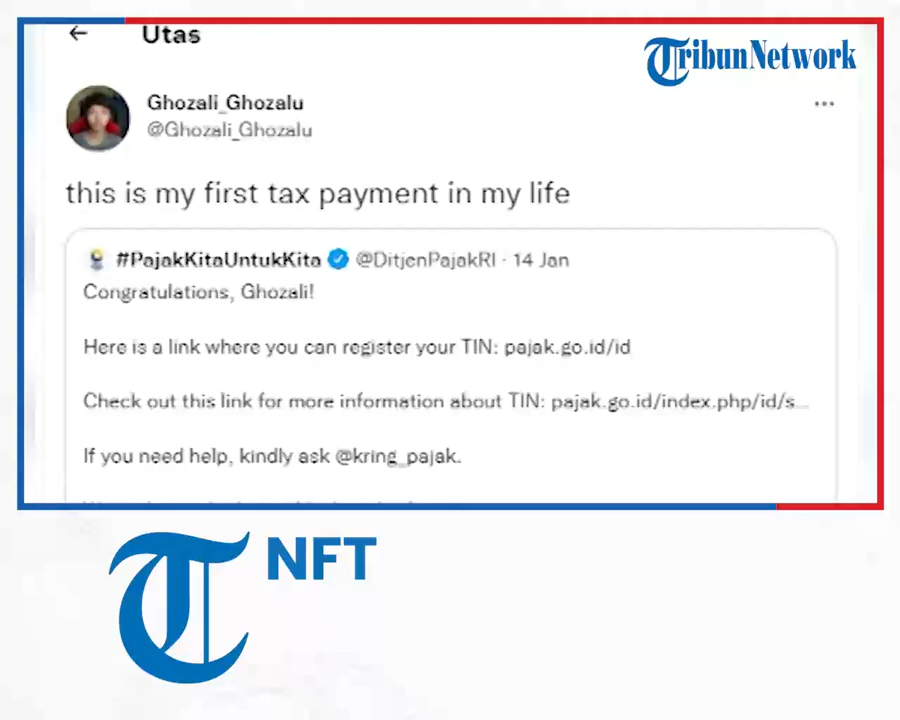 Utas
TribunNetwork
Ghozali_Ghozalu
@Ghozali_Ghozalu
this is my first tax payment in my life
#PajakKitaUntukKita @DitjenPajakRI · 14 Jan
Congratulations, Ghozali!
Here is a link where you can register your TIN: pajak.go.id/id
Check out this link for more information about TIN: pajak.go.id/index.php/id/s...
If you need help, kindly ask @kring_pajak.
T NFT